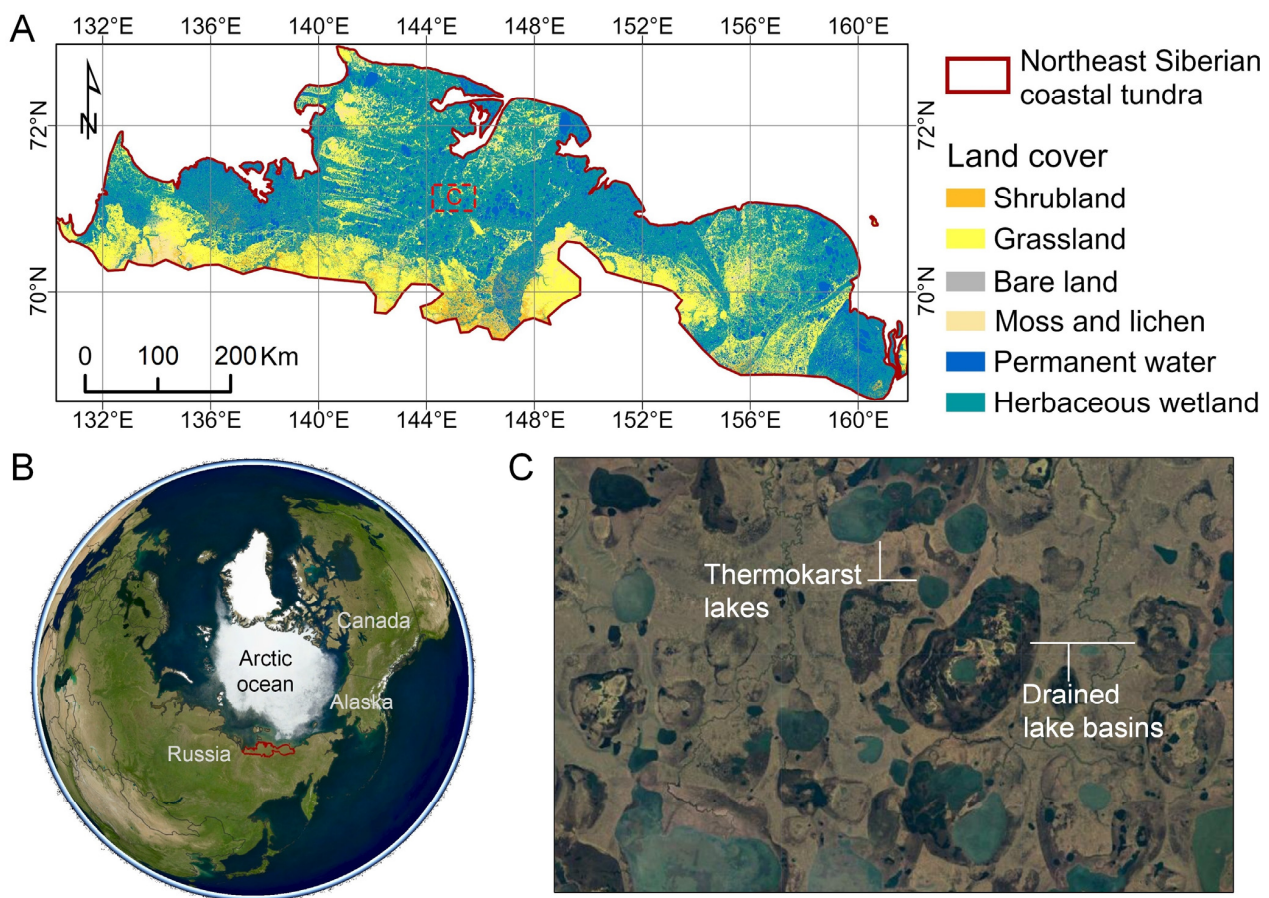 A
132°E 136°E 140°E 144°E 148°E 152°E 156°E 160°E
72°N
72°N
70°N
70°N
N
C
0 100 200 Km
132°E 136°E 140°E 144°E 148°E 152°E 156°E 160°E
Northeast Siberian
coastal tundra
Land cover
Shrubland
Grassland
Bare land
Moss and lichen
Permanent water
Herbaceous wetland
B
Canada
Arctic
ocean
Alaska
Russia
C
Thermokarst
lakes
Drained
lake basins